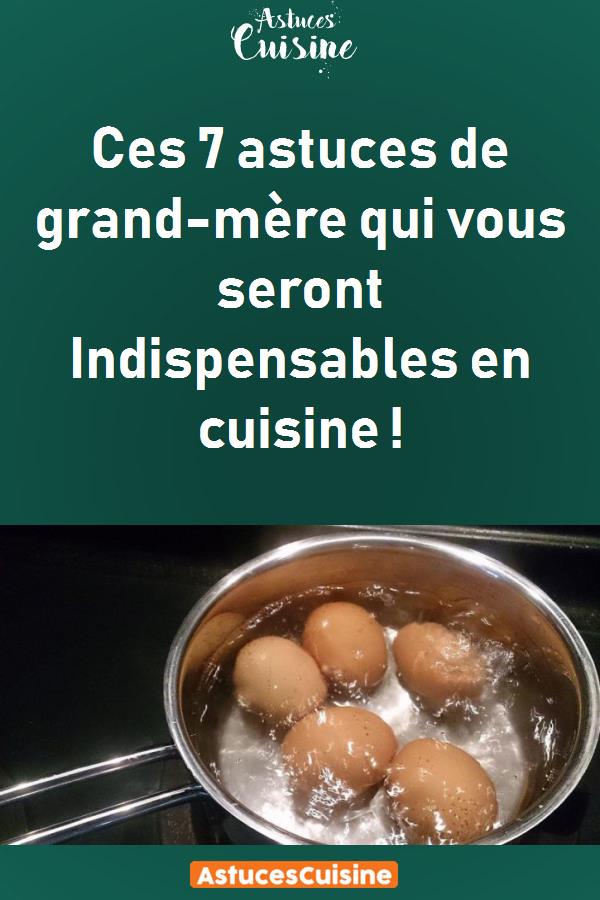 Astuces
Cuisine
Ces 7 astuces de
grand-mère qui vous
seront
Indispensables en
cuisine !
AstucesCuisine